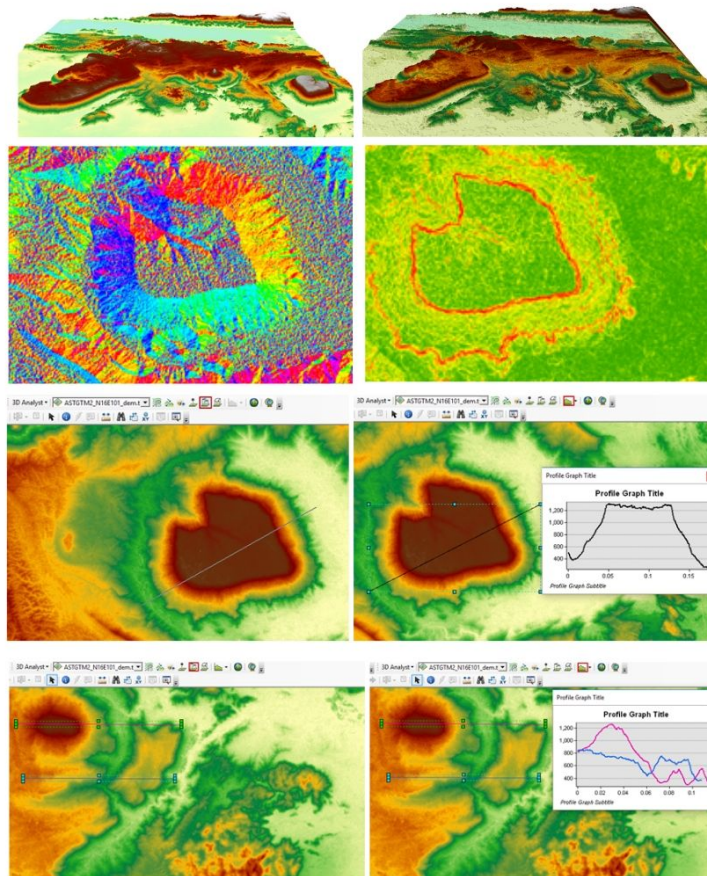 3D Analyst ASTGTM2_N16E101_dem.t
3D Analyst ASTGTM2_N16E101_dem.t
Profile Graph Title
Profile Graph Title
1,200
1,000
800
600
400
0 0.05 0.1 0.15
Profile Graph Subtitle
3D Analyst ASTGTM2_N16E101_dem.t
3D Analyst ASTGTM2_N16E101_dem.t
Profile Graph Title
Profile Graph Title
1,200
1,000
800
600
400
0 0.02 0.04 0.06 0.08 0.1
Profile Graph Subtitle